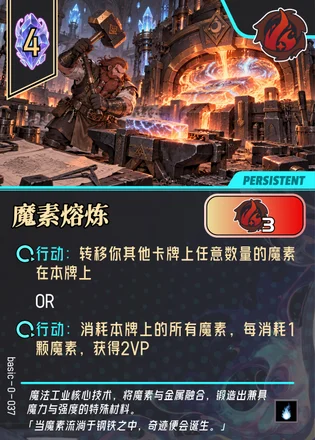 4
PERSISTENT
魔素熔炼
3
行动：转移你其他卡牌上任意数量的魔素
在本牌上
OR
行动：消耗本牌上的所有魔素，每消耗1
颗魔素，获得2VP
魔法工业核心技术，将魔素与金属融合，锻造出兼具
魔力与强度的特殊材料。
「当魔素流淌于钢铁之中，奇迹便会诞生。」
basic-0-037